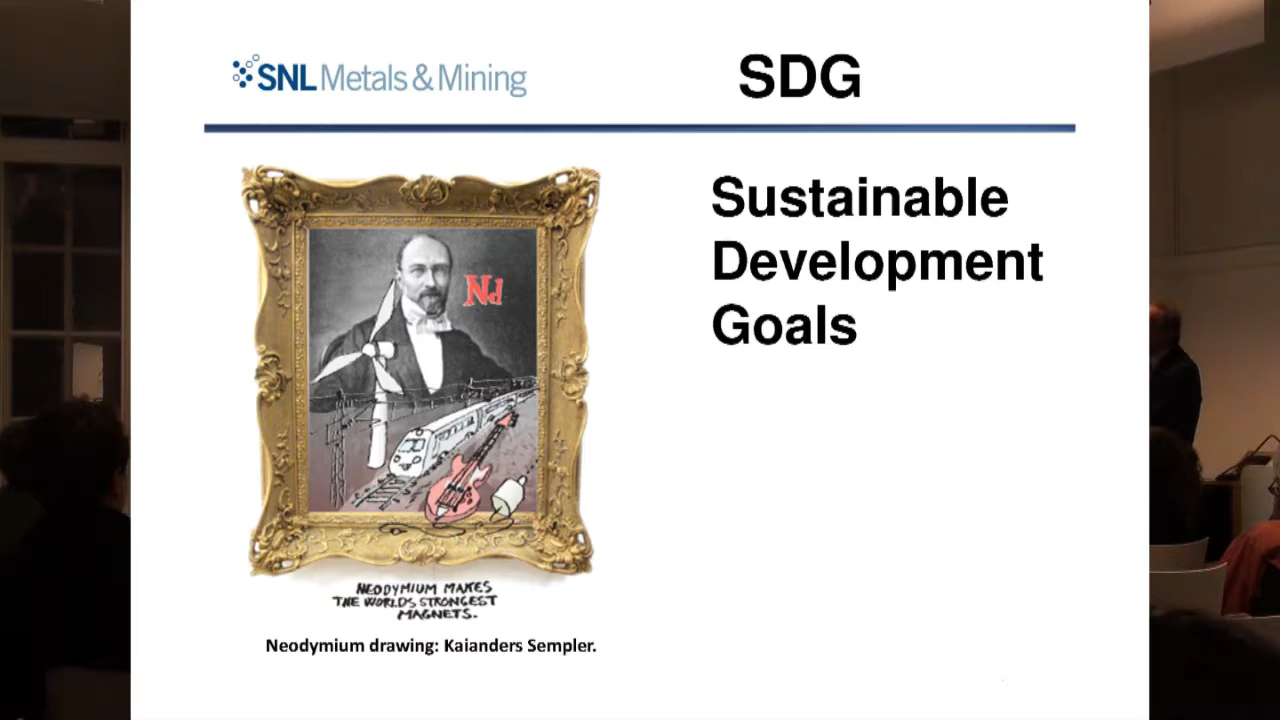 SNL Metals & Mining
SDG
Sustainable
Development
Goals
Nd
NEODYMIUM MAKES
THE WORLDS STRONGEST
MAGNETS.
Neodymium drawing: Kaianders Sempler.